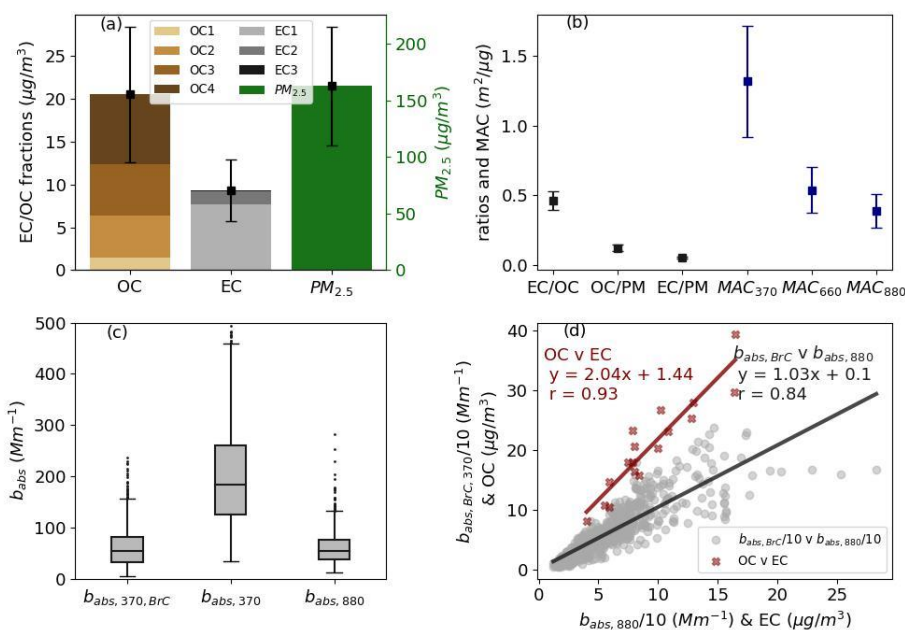 (a)
OC1
OC2
OC3
OC4
EC1
EC2
EC3
PM2.5
EC/OC fractions (μg/m³)
25
20
15
10
5
0
200
150
100
50
0
PM2.5 (μg/m³)
OC
EC
PM2.5
(b)
ratios and MAC (m²/μg)
1.5
1.0
0.5
0.0
EC/OC
OC/PM
EC/PM
MAC370
MAC660
MAC880
(c)
babs (Mm⁻¹)
500
400
300
200
100
0
babs, 370, BrC
babs, 370
babs, 880
(d)
OC v EC
y = 2.04x + 1.44
r = 0.93
babs, BrC v babs, 880
y = 1.03x + 0.1
r = 0.84
babs, BrC, 370/10 (Mm⁻¹)
& OC (μg/m³)
40
30
20
10
0
babs, BrC/10 v babs, 880/10
OC v EC
0
5
10
15
20
25
babs, 880/10 (Mm⁻¹) & EC (μg/m³)